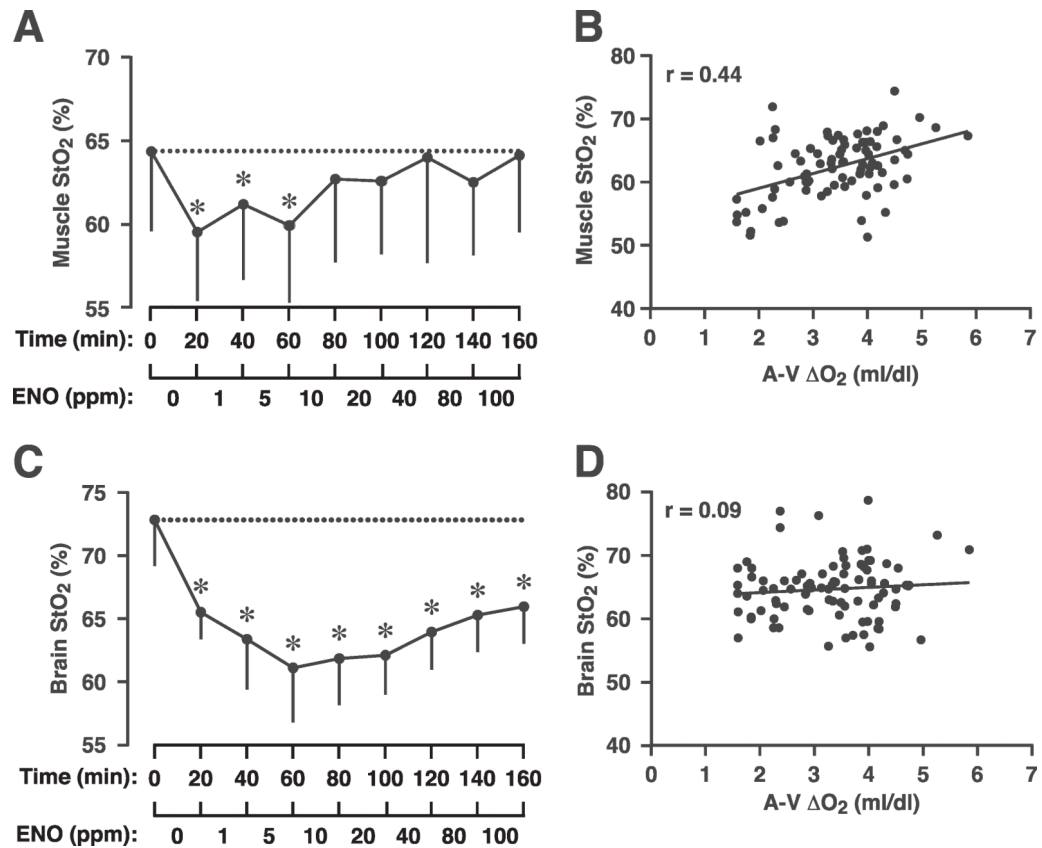 A
70
65
60
55
Muscle StO2 (%)
* * *
Time (min): 0 20 40 60 80 100 120 140 160
ENO (ppm): 0 1 5 10 20 40 80 100
B
r = 0.44
80
70
60
50
40
Muscle StO2 (%)
0 1 2 3 4 5 6 7
A-V ΔO2 (ml/dl)
C
75
70
65
60
55
Brain StO2 (%)
* * * * * * * *
Time (min): 0 20 40 60 80 100 120 140 160
ENO (ppm): 0 1 5 10 20 40 80 100
D
r = 0.09
80
70
60
50
40
Brain StO2 (%)
0 1 2 3 4 5 6 7
A-V ΔO2 (ml/dl)